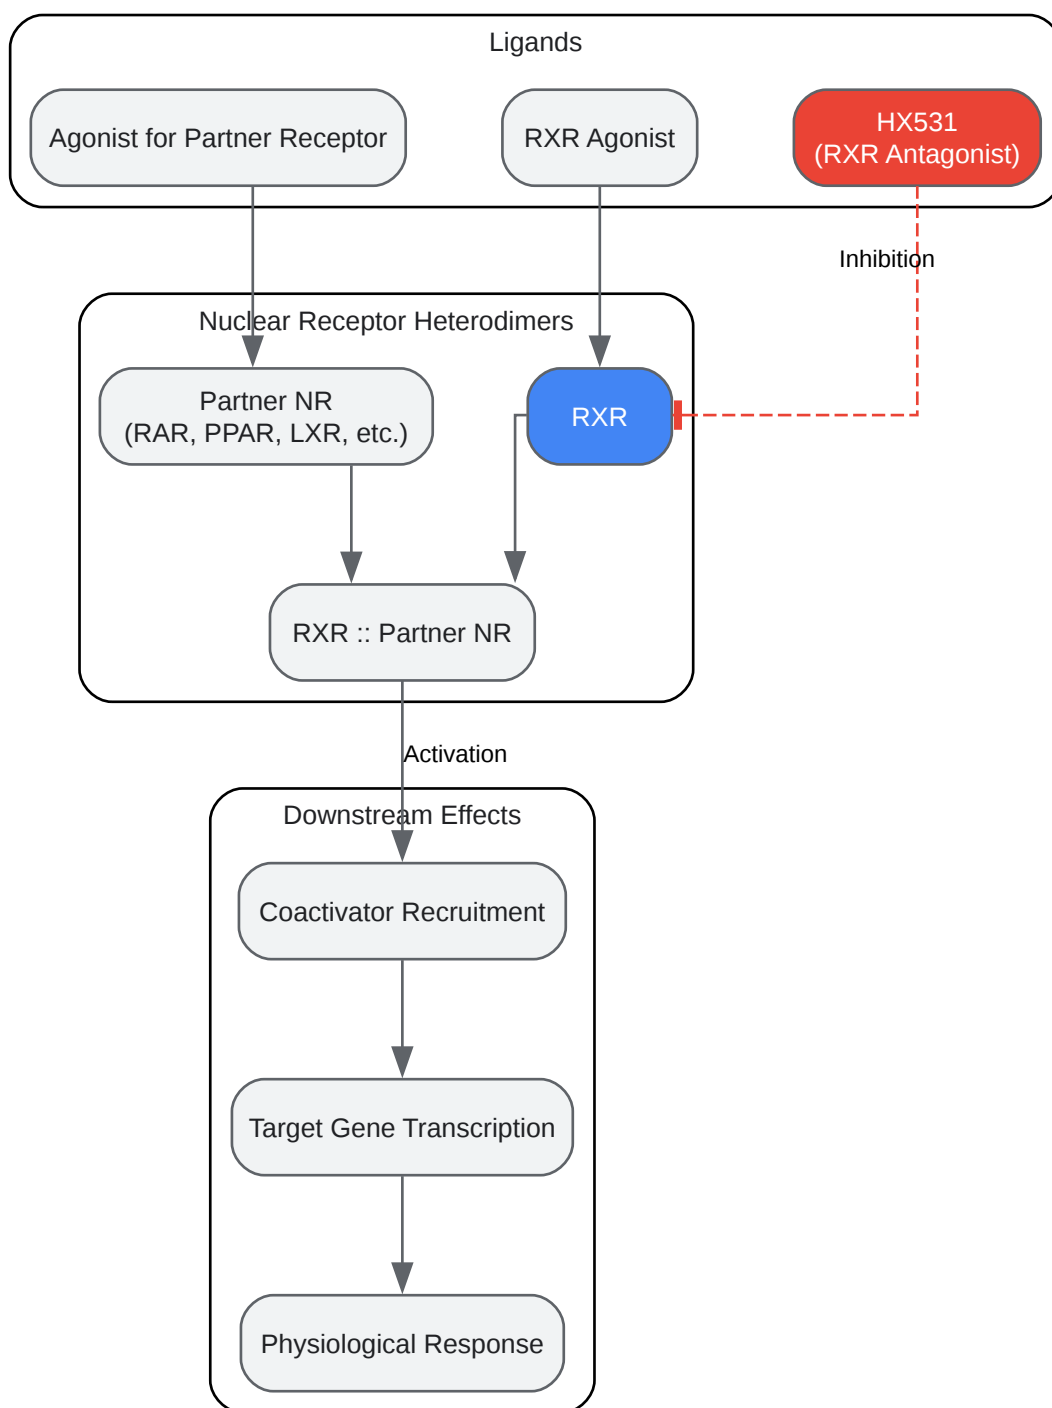 Ligands
Agonist for Partner Receptor
RXR Agonist
HX531
(RXR Antagonist)
Inhibition
Nuclear Receptor Heterodimers
Partner NR
(RAR, PPAR, LXR, etc.)
RXR
RXR :: Partner NR
Activation
Downstream Effects
Coactivator Recruitment
Target Gene Transcription
Physiological Response